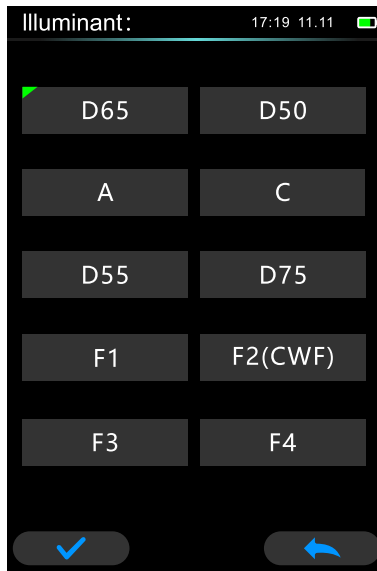 Illuminant:
17:19 11.11
D65
D50
A
C
D55
D75
F1
F2(CWF)
F3
F4